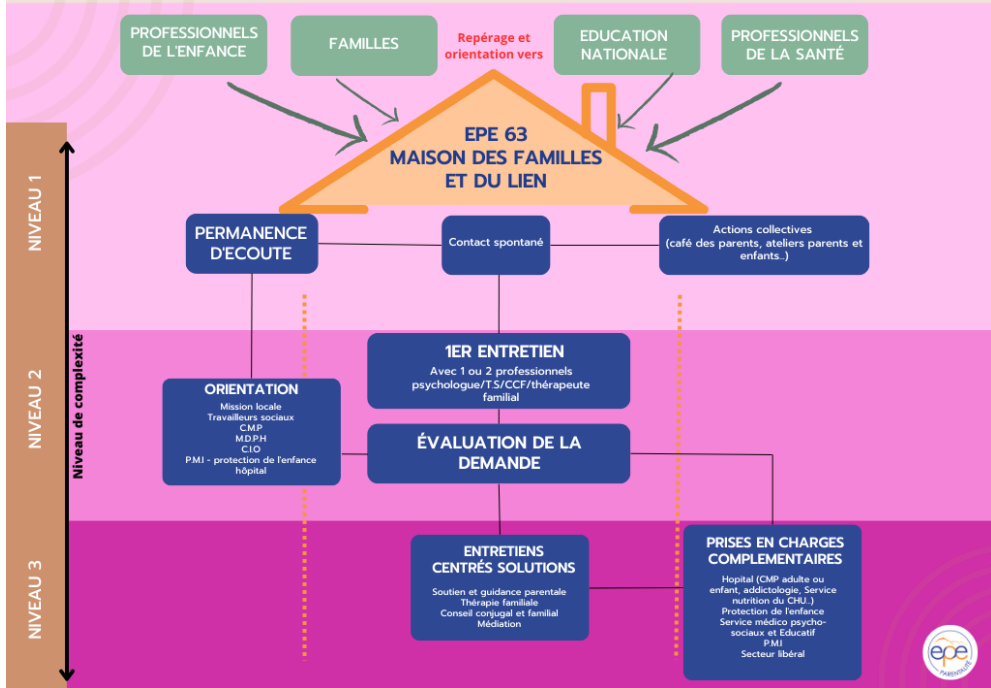 PROFESSIONNELS
DE L'ENFANCE
FAMILLES
Repérage et
orientation vers
EDUCATION
NATIONALE
PROFESSIONNELS
DE LA SANTÉ
EPE 63
MAISON DES FAMILLES
ET DU LIEN
NIVEAU 1
PERMANENCE
D'ECOUTE
Contact spontané
Actions collectives
(café des parents, ateliers parents et
enfants..)
Niveau de complexité
NIVEAU 2
1ER ENTRETIEN
Avec 1 ou 2 professionnels
psychologue/T.S/CCF/thérapeute
familial
ORIENTATION
Mission locale
Travailleurs sociaux
C.M.P
M.D.P.H
C.I.O
P.M.I - protection de l'enfance
hôpital
ÉVALUATION DE LA
DEMANDE
NIVEAU 3
ENTRETIENS
CENTRÉS SOLUTIONS
Soutien et guidance parentale
Thérapie familiale
Conseil conjugal et familial
Médiation
PRISES EN CHARGES
COMPLEMENTAIRES
Hopital (CMP adulte ou
enfant, addictologie, Service
nutrition du CHU..)
Protection de l'enfance
Service médico psycho-
sociaux et Educatif
P.M.I
Secteur libéral
epe
PARENTALITÉ